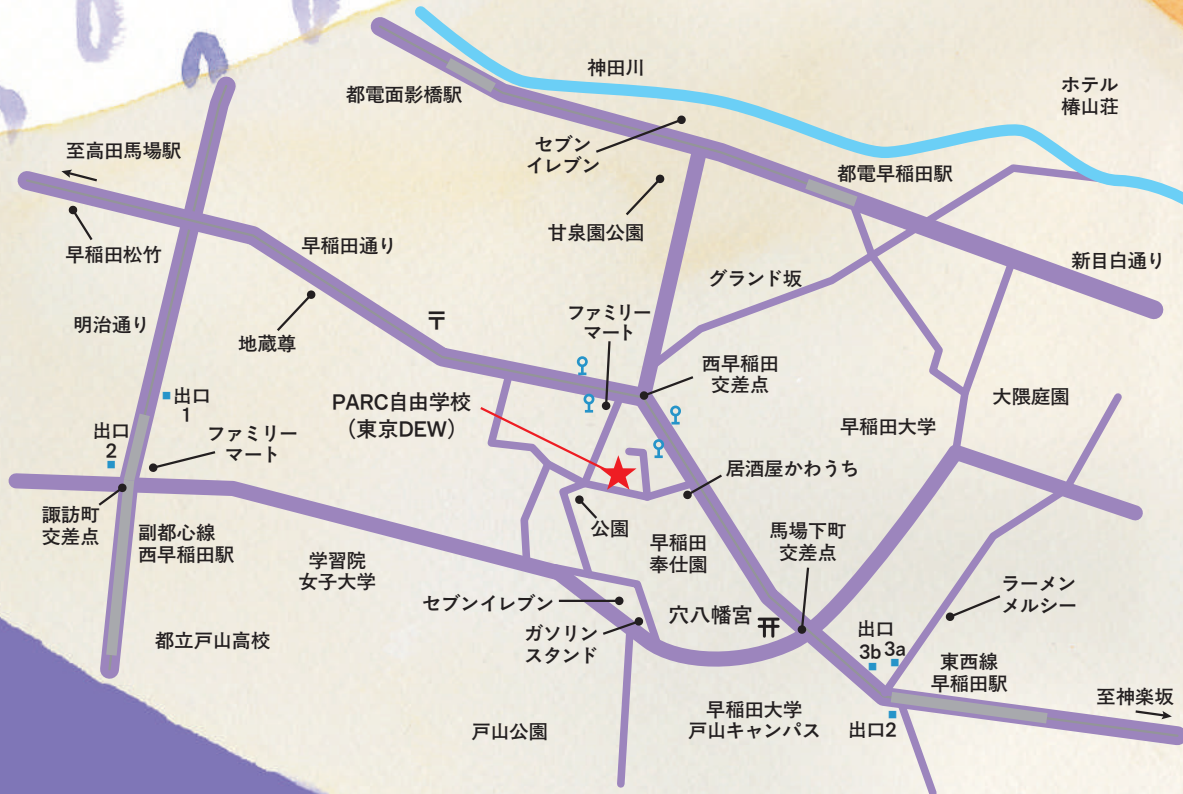 神田川
ホテル
椿山荘
都電面影橋駅
セブン
イレブン
至高田馬場駅
都電早稲田駅
早稲田松竹
早稲田通り
甘泉園公園
新目白通り
グランド坂
明治通り
地蔵尊
〒
ファミリー
マート
西早稲田
交差点
PARC自由学校
(東京DEW)
出口
1
大隈庭園
早稲田大学
出口
2
ファミリー
マート
居酒屋かわうち
諏訪町
交差点
副都心線
西早稲田駅
公園
早稲田
奉仕園
馬場下町
交差点
学習院
女子大学
ラーメン
メルシー
セブンイレブン
穴八幡宮
ガソリン
スタンド
出口
3b 3a
都立戸山高校
東西線
早稲田駅
至神楽坂
戸山公園
早稲田大学
戸山キャンパス
出口2